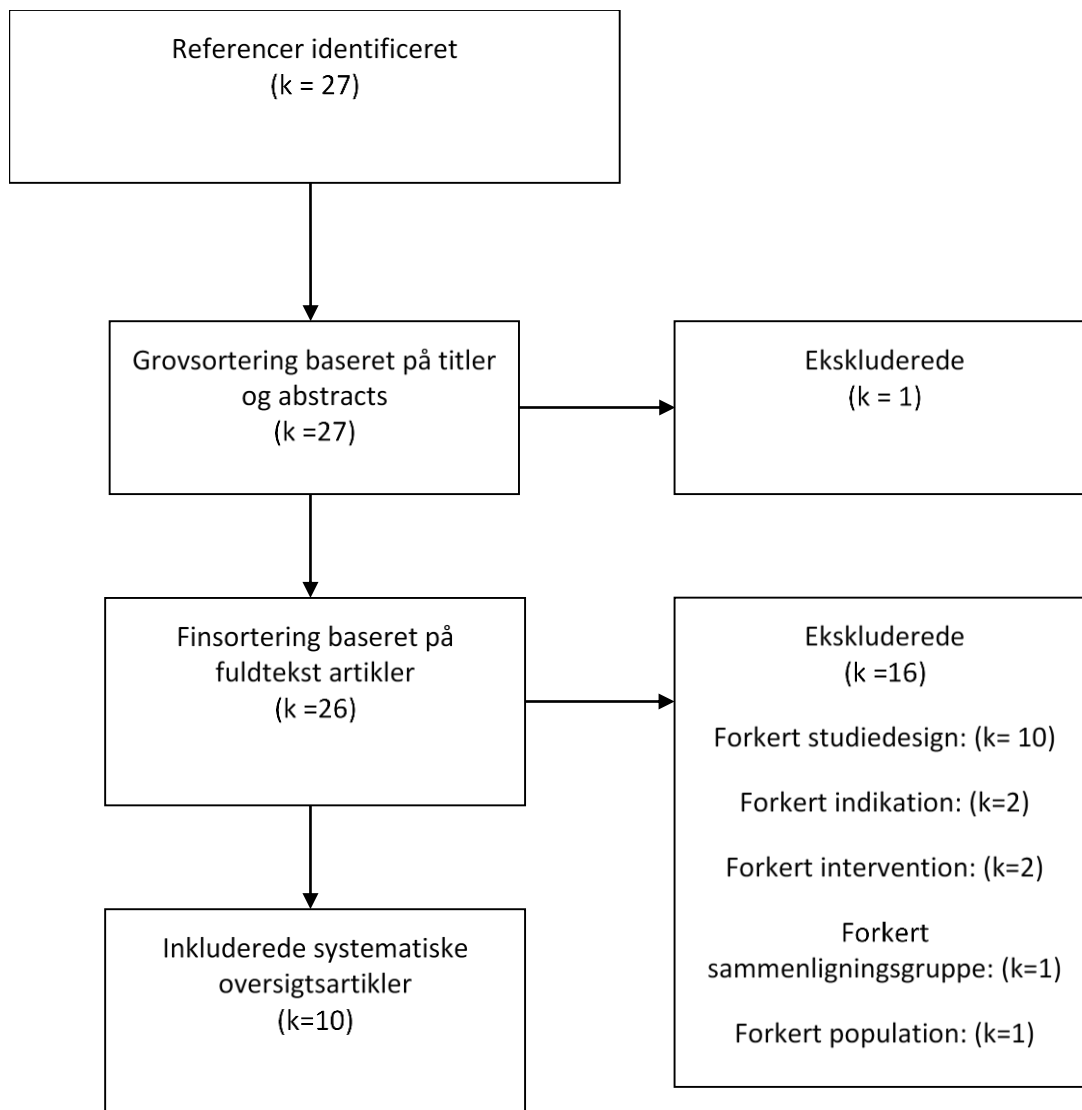 Referencer identificeret
(k = 27)
Grovsortering baseret på titler
og abstracts
(k =27)
Ekskluderede
(k = 1)
Finsortering baseret på
fuldtekst artikler
(k =26)
Ekskluderede
(k =16)
Forkert studiedesign: (k= 10)
Forkert indikation: (k=2)
Forkert intervention: (k=2)
Forkert
sammenligningsgruppe: (k=1)
Forkert population: (k=1)
Inkluderede systematiske
oversigtsartikler
(k=10)